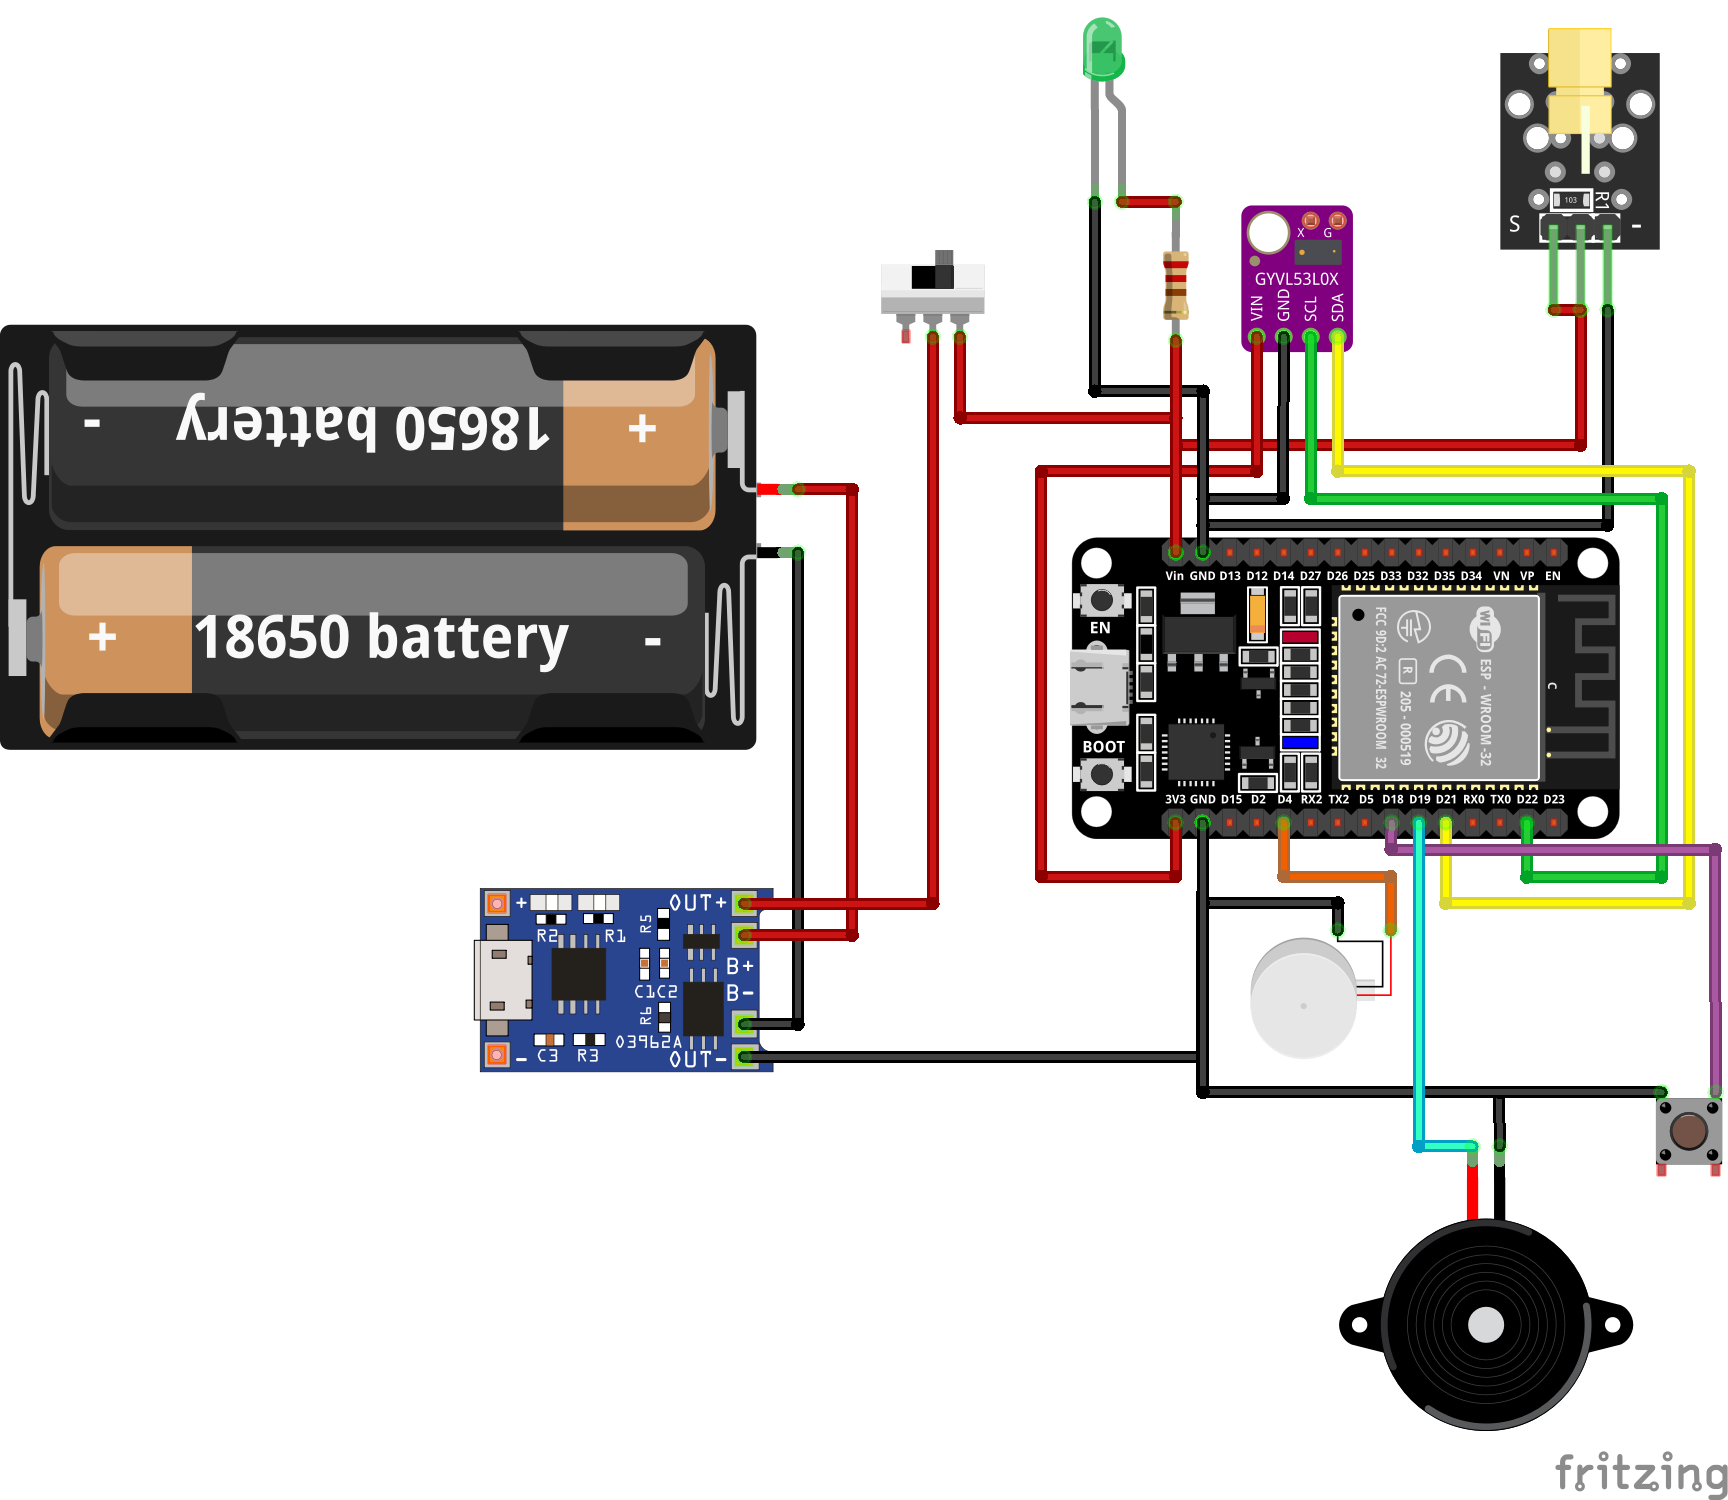 S
R1
-
103
X G
GYVL53L0X
VIN GND SCL SDA
- 18650 battery +
+ 18650 battery -
Vin GND D13 D12 D14 D27 D26 D25 D33 D32 D35 D34 VN VP EN
EN
BOOT
FCC 9D:2 AC 72-ESPWROOM 32
R 205 - 000519
CE
WiFi
ESP - WROOM -32
C
3V3 GND D15 D2 D4 RX2 TX2 D5 D18 D19 D21 RX0 TX0 D22 D23
+
R2 R1
R5
OUT+
B+
C1 C2
B-
R6
03962A
- C3 R3
OUT-
fritzing